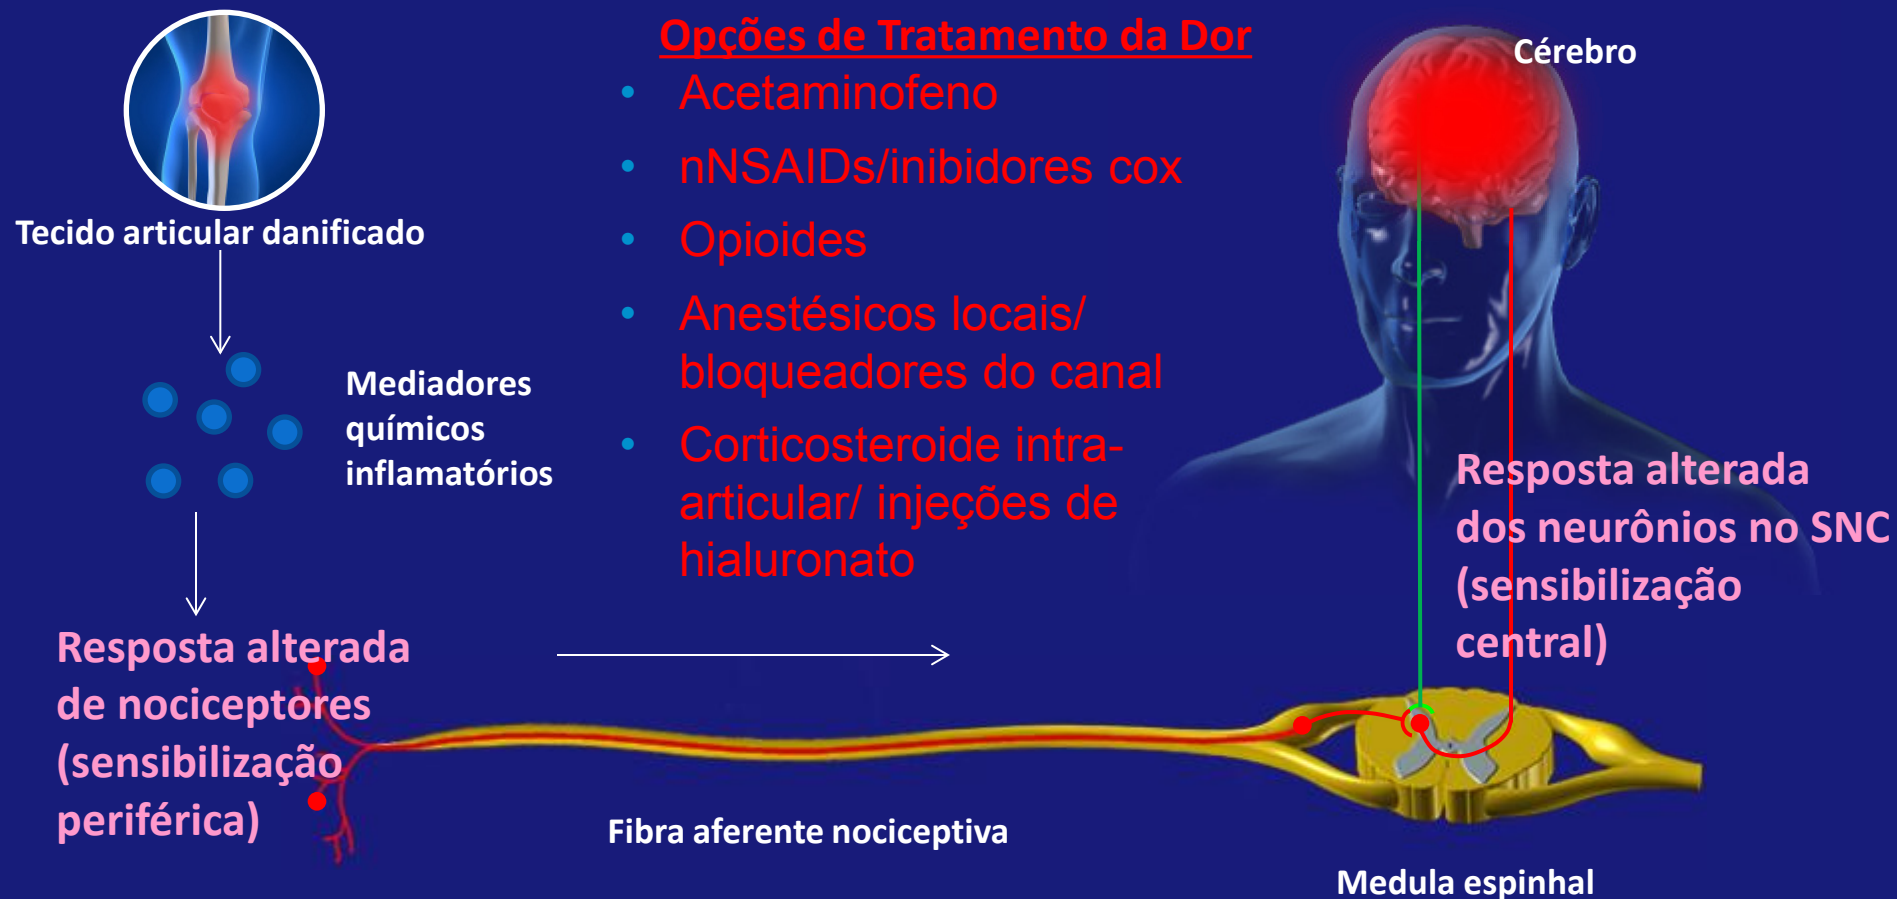 Opções de Tratamento da Dor
• Acetaminofeno
• nNSAIDs/inibidores cox
• Opioides
• Anestésicos locais/
bloqueadores do canal
• Corticosteroide intra-
articular/ injeções de
hialuronato
Tecido articular danificado
Mediadores
químicos
inflamatórios
Resposta alterada
de nociceptores
(sensibilização
periférica)
Fibra aferente nociceptiva
Cérebro
Resposta alterada
dos neurônios no SNC
(sensibilização
central)
Medula espinhal